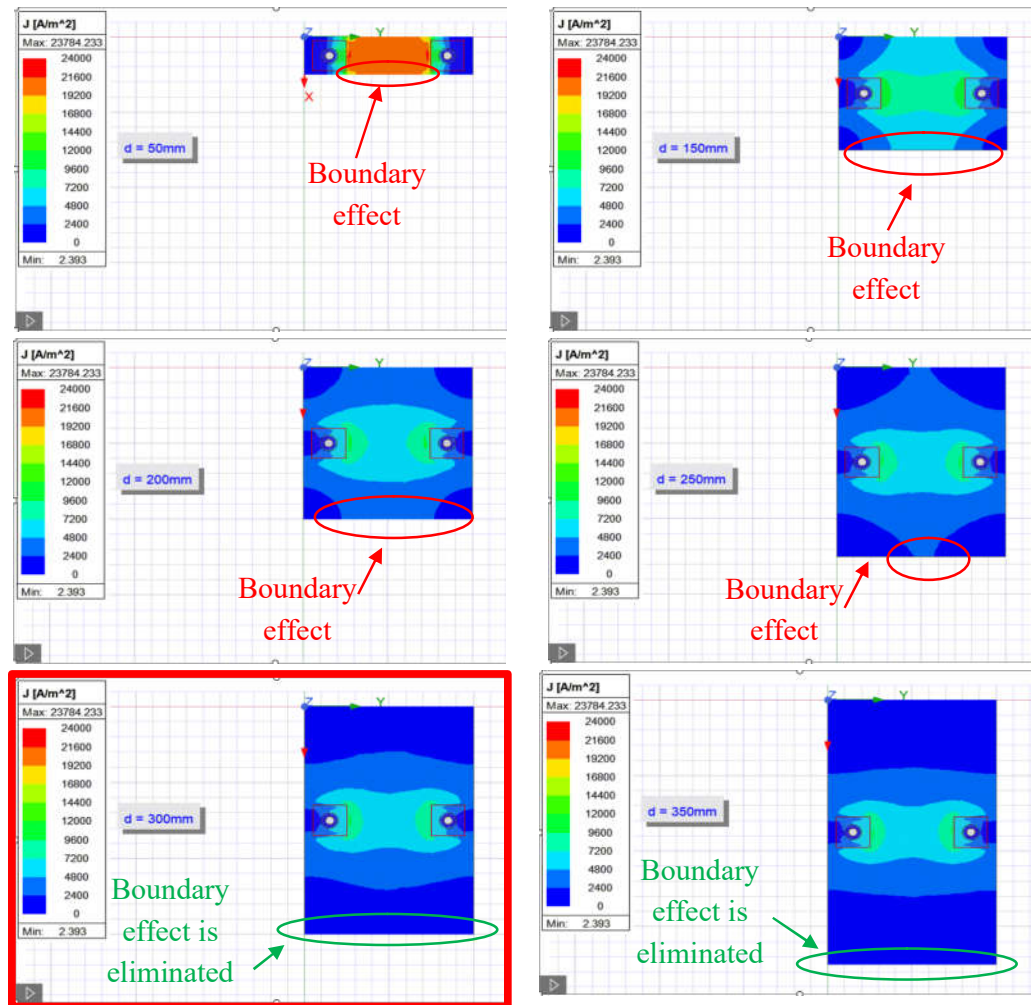 J [A/m^2]
Max: 23784.233
24000
21600
19200
16800
14400
12000
9600
7200
4800
2400
0
Min: 2.393
Z
Y
X
d = 50mm
Boundary
effect
J [A/m^2]
Max: 23784.233
24000
21600
19200
16800
14400
12000
9600
7200
4800
2400
0
Min: 2.393
Z
Y
d = 150mm
Boundary
effect
J [A/m^2]
Max: 23784.233
24000
21600
19200
16800
14400
12000
9600
7200
4800
2400
0
Min: 2.393
Z
Y
d = 200mm
Boundary
effect
J [A/m^2]
Max: 23784.233
24000
21600
19200
16800
14400
12000
9600
7200
4800
2400
0
Min: 2.393
Z
Y
d = 250mm
Boundary
effect
J [A/m^2]
Max: 23784.233
24000
21600
19200
16800
14400
12000
9600
7200
4800
2400
0
Min: 2.393
Z
Y
d = 300mm
Boundary
effect is
eliminated
J [A/m^2]
Max: 23784.233
24000
21600
19200
16800
14400
12000
9600
7200
4800
2400
0
Min: 2.393
Z
Y
d = 350mm
Boundary
effect is
eliminated